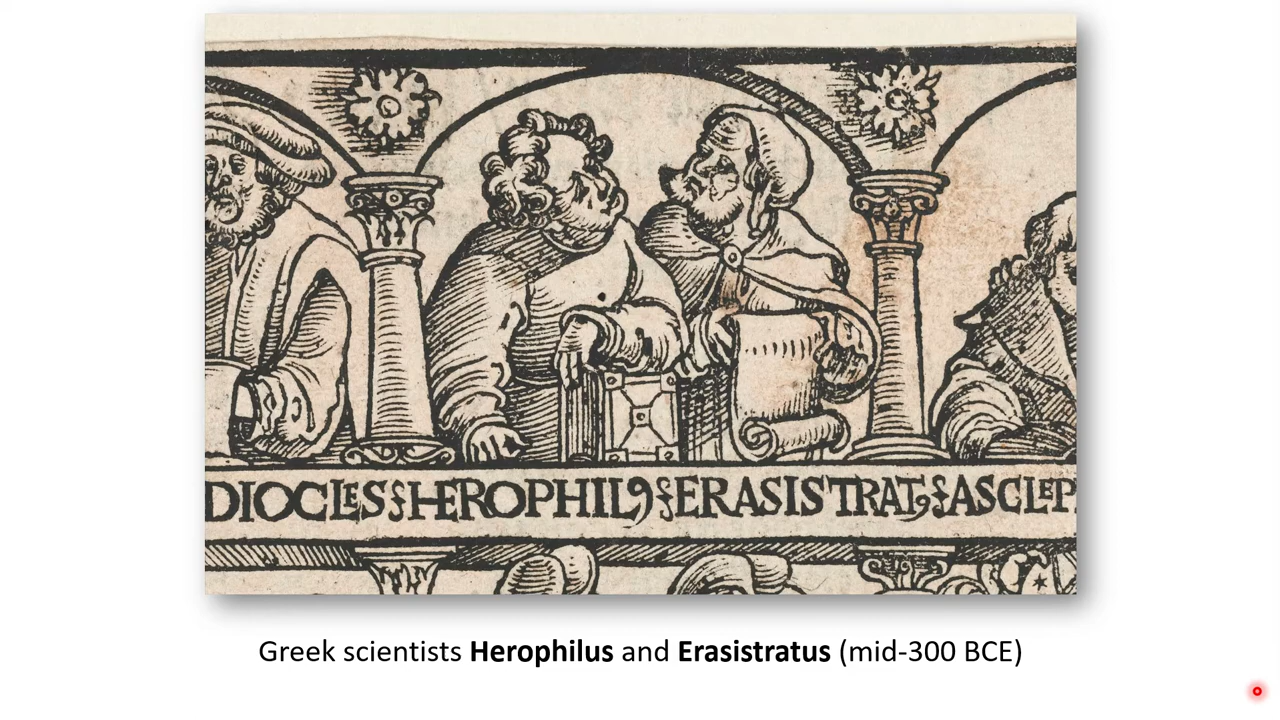 DIOCLES HEROPHIL9 ERASISTRAT9 ASCLEP
Greek scientists Herophilus and Erasistratus (mid-300 BCE)